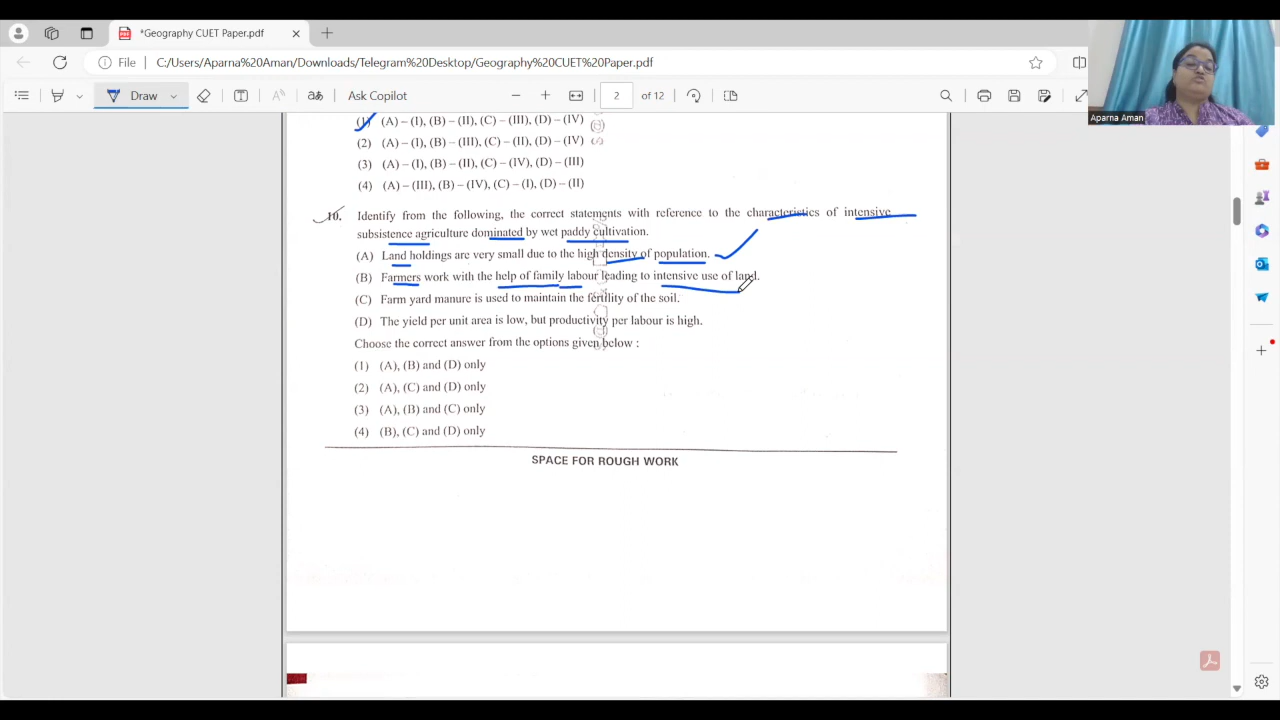 *Geography CUET Paper.pdf
File
C:/Users/Aparna%20Aman/Downloads/Telegram%20Desktop/Geography%20CUET%20Paper.pdf
Draw
Ask Copilot
2
of 12
Aparna Aman
(1) (A) – (I), (B) – (II), (C) – (III), (D) – (IV)
(2) (A) – (I), (B) – (III), (C) – (II), (D) – (IV)
(3) (A) – (I), (B) – (II), (C) – (IV), (D) – (III)
(4) (A) – (III), (B) – (IV), (C) – (I), (D) – (II)
10. Identify from the following, the correct statements with reference to the characteristics of intensive
subsistence agriculture dominated by wet paddy cultivation.
(A) Land holdings are very small due to the high density of population.
(B) Farmers work with the help of family labour leading to intensive use of land.
(C) Farm yard manure is used to maintain the fertility of the soil.
(D) The yield per unit area is low, but productivity per labour is high.
Choose the correct answer from the options given below :
(1) (A), (B) and (D) only
(2) (A), (C) and (D) only
(3) (A), (B) and (C) only
(4) (B), (C) and (D) only
SPACE FOR ROUGH WORK